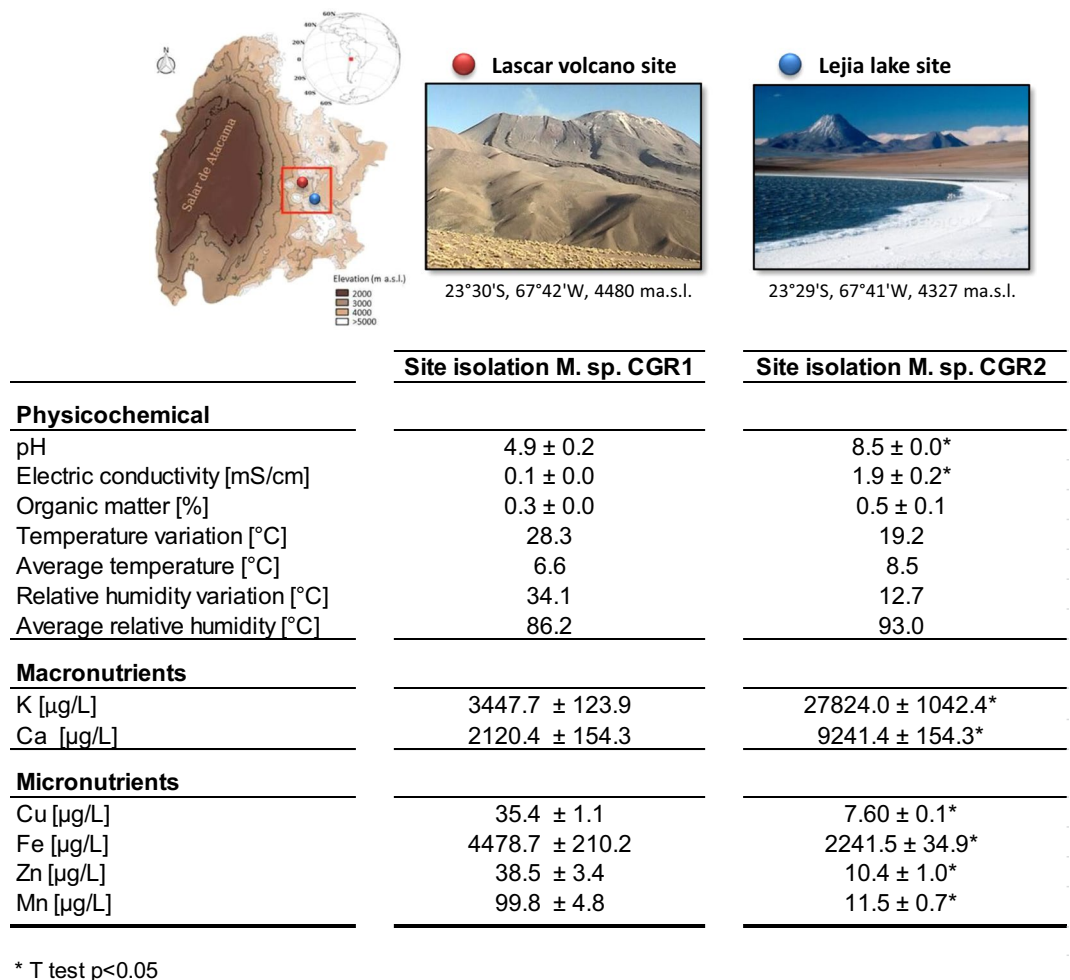 60°N
40°N
20°N
0
20°S
40°S
60°S
N
Salar de Atacama
Elevation (m a.s.l.)
2000
3000
4000
>5000
Lascar volcano site
Lejia lake site
23°30'S, 67°42'W, 4480 ma.s.l.
23°29'S, 67°41'W, 4327 ma.s.l.
Site isolation M. sp. CGR1 Site isolation M. sp. CGR2
Physicochemical
pH 4.9 ± 0.2 8.5 ± 0.0*
Electric conductivity [mS/cm] 0.1 ± 0.0 1.9 ± 0.2*
Organic matter [%] 0.3 ± 0.0 0.5 ± 0.1
Temperature variation [°C] 28.3 19.2
Average temperature [°C] 6.6 8.5
Relative humidity variation [°C] 34.1 12.7
Average relative humidity [°C] 86.2 93.0
Macronutrients
K [µg/L] 3447.7 ± 123.9 27824.0 ± 1042.4*
Ca [µg/L] 2120.4 ± 154.3 9241.4 ± 154.3*
Micronutrients
Cu [µg/L] 35.4 ± 1.1 7.60 ± 0.1*
Fe [µg/L] 4478.7 ± 210.2 2241.5 ± 34.9*
Zn [µg/L] 38.5 ± 3.4 10.4 ± 1.0*
Mn [µg/L] 99.8 ± 4.8 11.5 ± 0.7*
* T test p<0.05